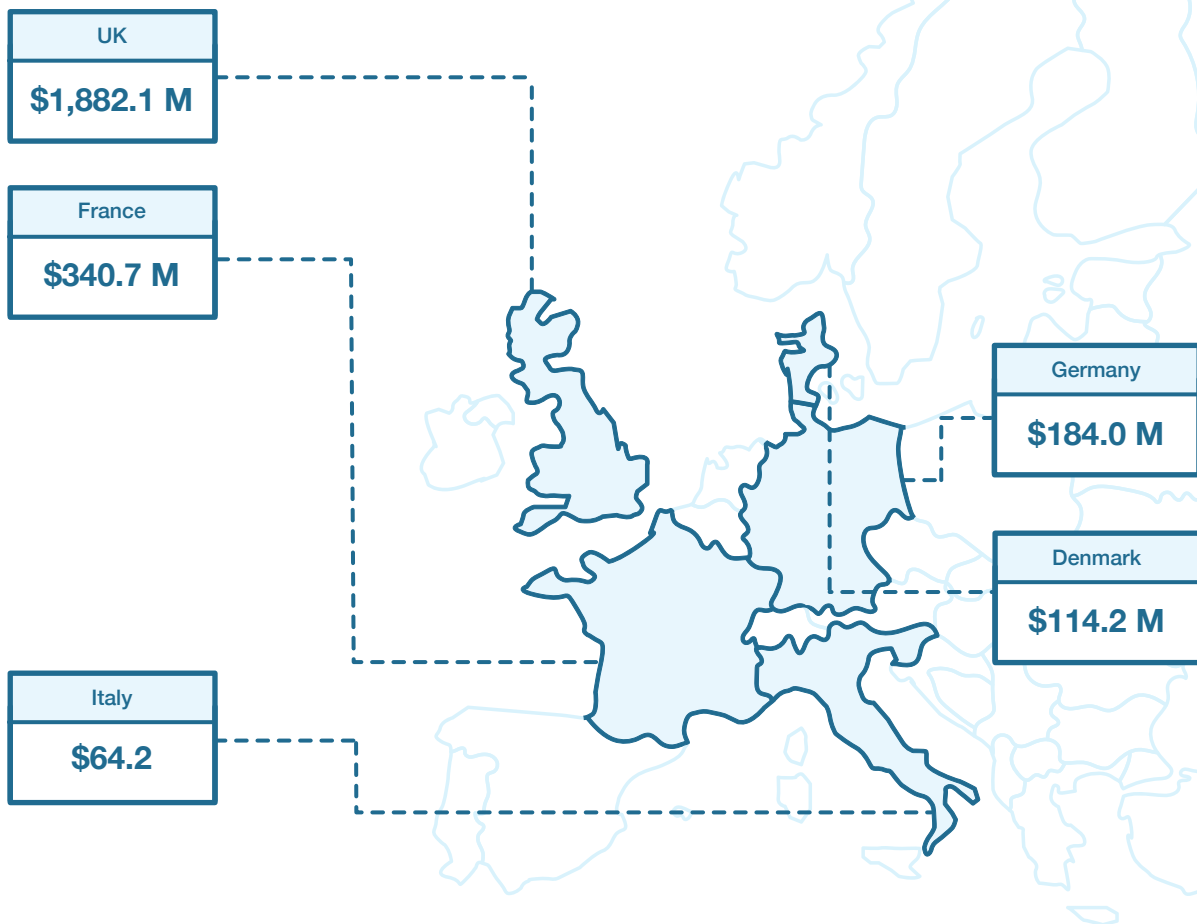 UK
$1,882.1 M
France
$340.7 M
Germany
$184.0 M
Denmark
$114.2 M
Italy
$64.2